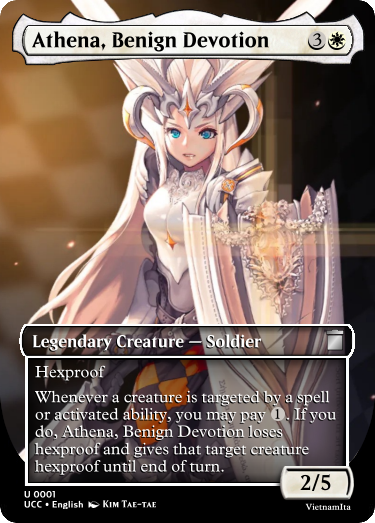 Athena, Benign Devotion 3
Legendary Creature — Soldier
Hexproof
Whenever a creature is targeted by a spell
or activated ability, you may pay 1. If you
do, Athena, Benign Devotion loses
hexproof and gives that target creature
hexproof until end of turn.
2/5
U 0001
UCC • English Kim Tae-tae
VietnamIta